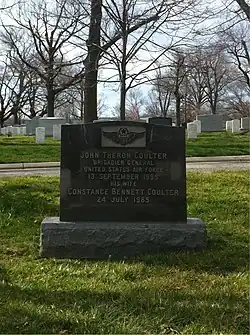 JOHN THERON COULTER
BRIGADIER GENERAL
UNITED STATES AIR FORCE
13 SEPTEMBER 1995
HIS WIFE
CONSTANCE BENNETT COULTER
24 JULY 1965